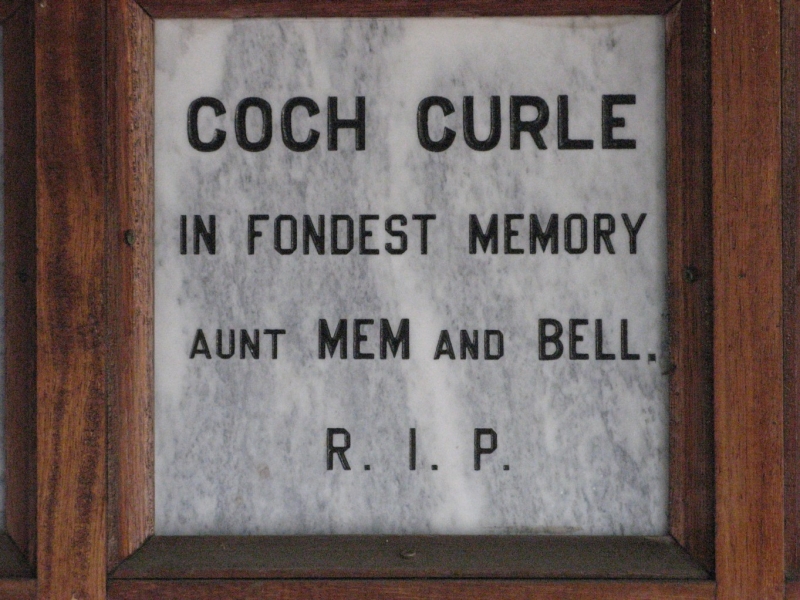 COCH CURLE
IN FONDEST MEMORY
AUNT MEM AND BELL.
R. I. P.